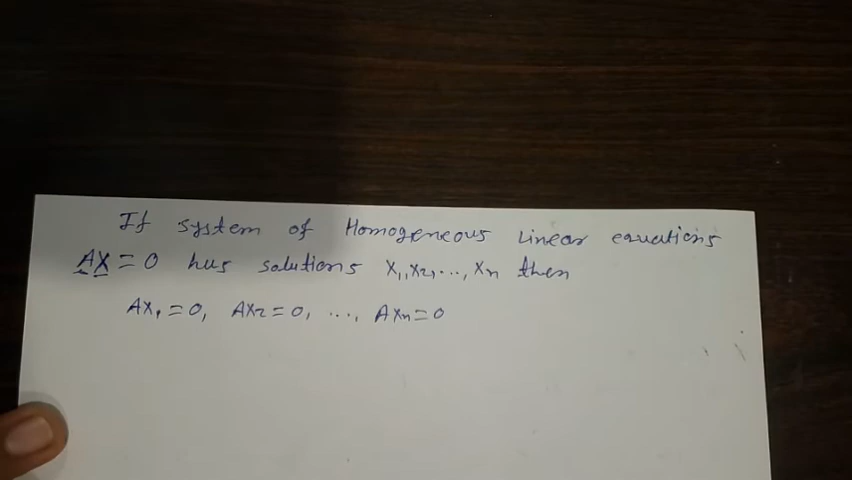 If system of Homogeneous Linear equations
AX = 0 has solutions X₁, X₂, ..., Xn then
AX₁ = 0, AX₂ = 0, ..., AXn = 0